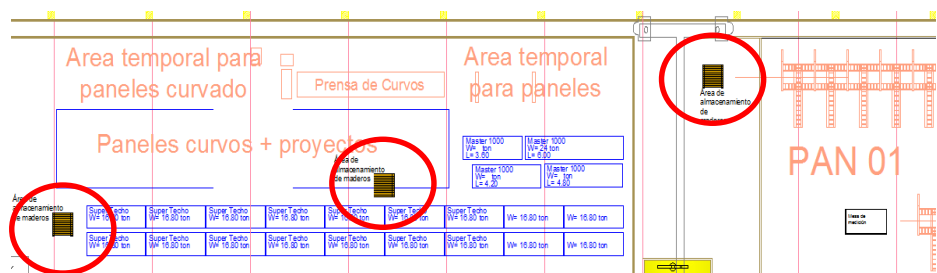 Area temporal para
paneles curvado
Prensa de Curvos
Area temporal
para paneles
Paneles curvos + proyectos
Area de
almacenamiento
de maderos
Master 1000
W= ton
L= 3.60
Master 1000
W= 24 ton
L= 6.00
Master 1000
W= ton
L= 4.20
Master 1000
W= ton
L= 4.80
Area de
almacenamiento
de
maderos
PAN 01
Area de
almacenamiento
de maderos
Super Techo
W= 16.80 ton
Super Techo
W= 16.80 ton
Super Techo
W= 16.80 ton
Super Techo
W= 16.80 ton
Super Techo
W= 16.80 ton
Super Techo
W= 16.80 ton
Super Techo
W= 16.80 ton
W= 16.80 ton
W= 16.80 ton
Super Techo
W= 16.80 ton
Super Techo
W= 16.80 ton
Super Techo
W= 16.80 ton
Super Techo
W= 16.80 ton
Super Techo
W= 16.80 ton
Super Techo
W= 16.80 ton
Super Techo
W= 16.80 ton
W= 16.80 ton
W= 16.80 ton
Mesa de
medición